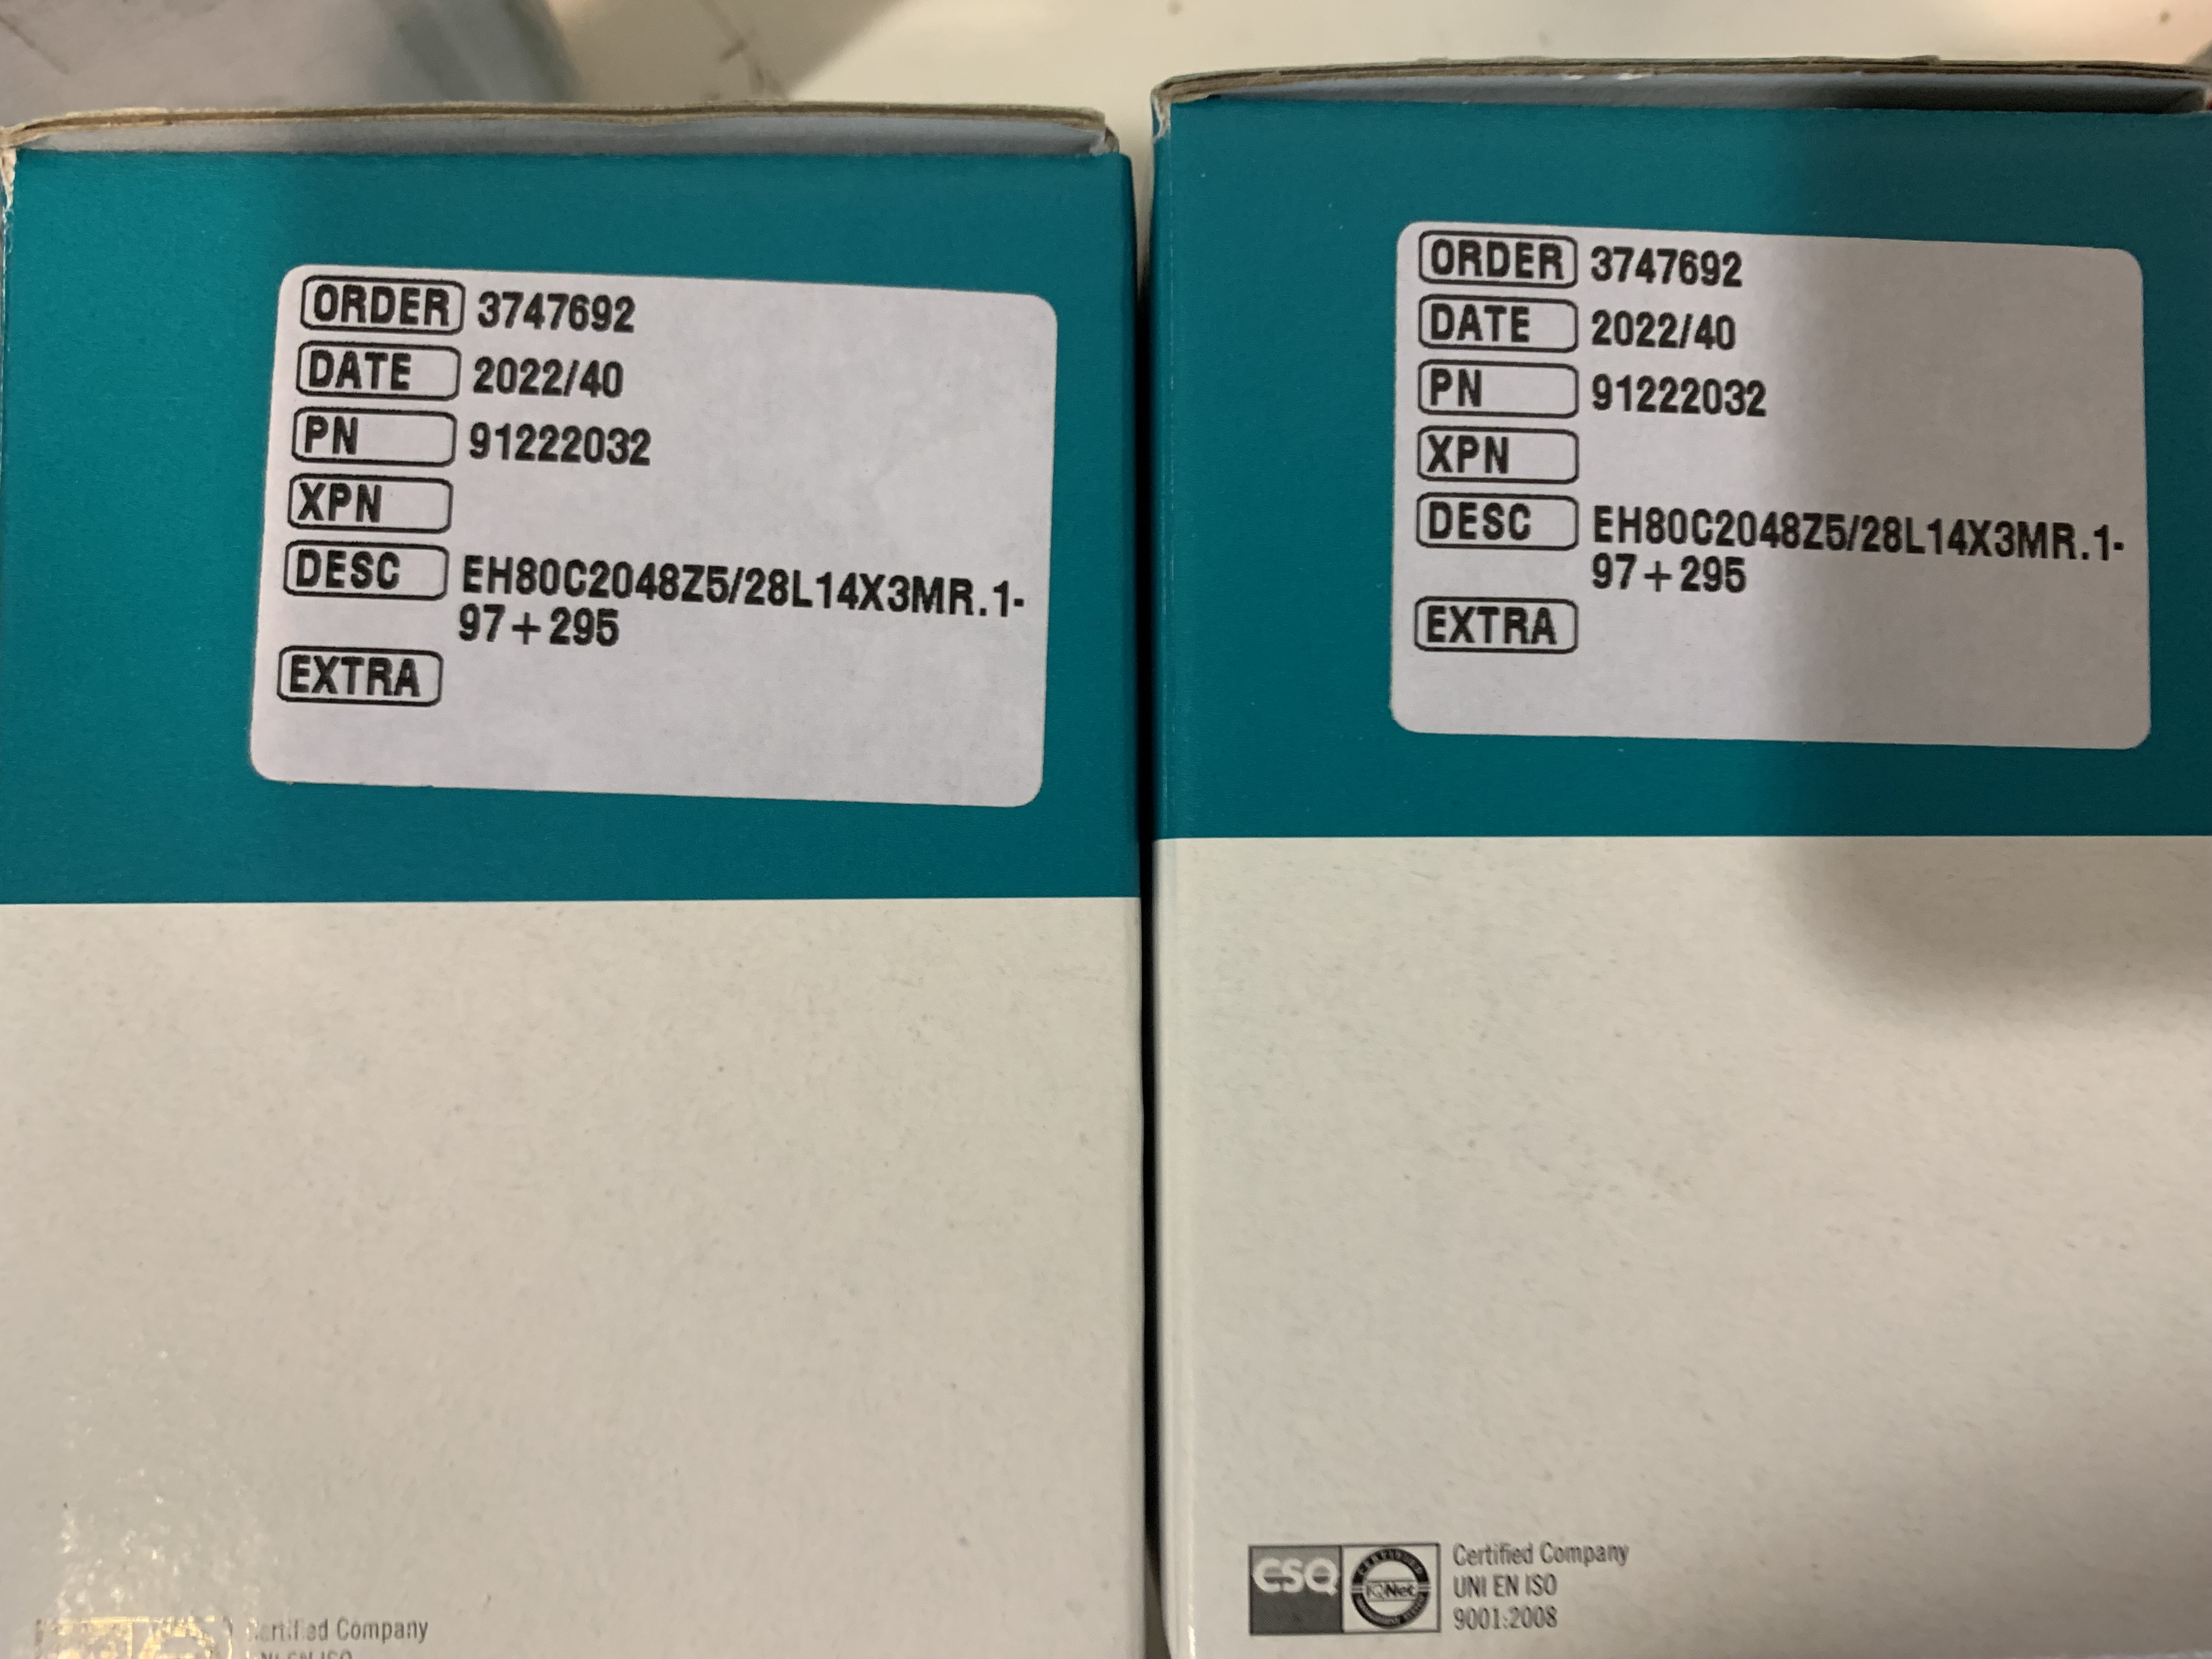 ORDER 3747692
DATE 2022/40
PN 91222032
XPN
DESC EH80C2048Z5/28L14X3MR.1-
97+295
EXTRA
Certified Company
ORDER 3747692
DATE 2022/40
PN 91222032
XPN
DESC EH80C2048Z5/28L14X3MR.1-
97+295
EXTRA
CSQ
IQNet
Certified Company
UNI EN ISO
9001:2008